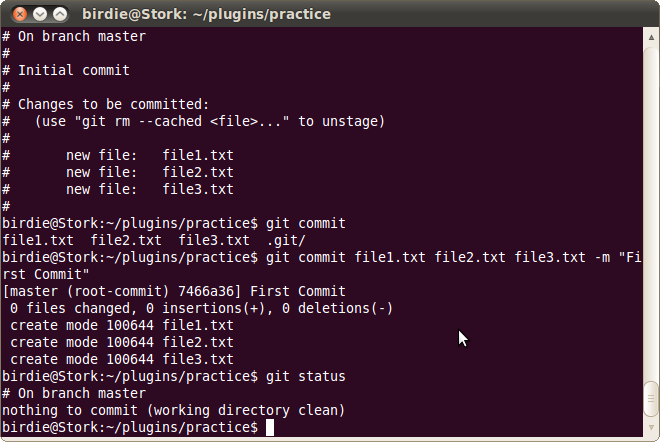 birdie@Stork: ~/plugins/practice
# On branch master
#
# Initial commit
#
# Changes to be committed:
#   (use "git rm --cached <file>..." to unstage)
#
#       new file:   file1.txt
#       new file:   file2.txt
#       new file:   file3.txt
#
birdie@Stork:~/plugins/practice$ git commit
file1.txt  file2.txt  file3.txt  .git/
birdie@Stork:~/plugins/practice$ git commit file1.txt file2.txt file3.txt -m "Fi
rst Commit"
[master (root-commit) 7466a36] First Commit
 0 files changed, 0 insertions(+), 0 deletions(-)
 create mode 100644 file1.txt
 create mode 100644 file2.txt
 create mode 100644 file3.txt
birdie@Stork:~/plugins/practice$ git status
# On branch master
nothing to commit (working directory clean)
birdie@Stork:~/plugins/practice$